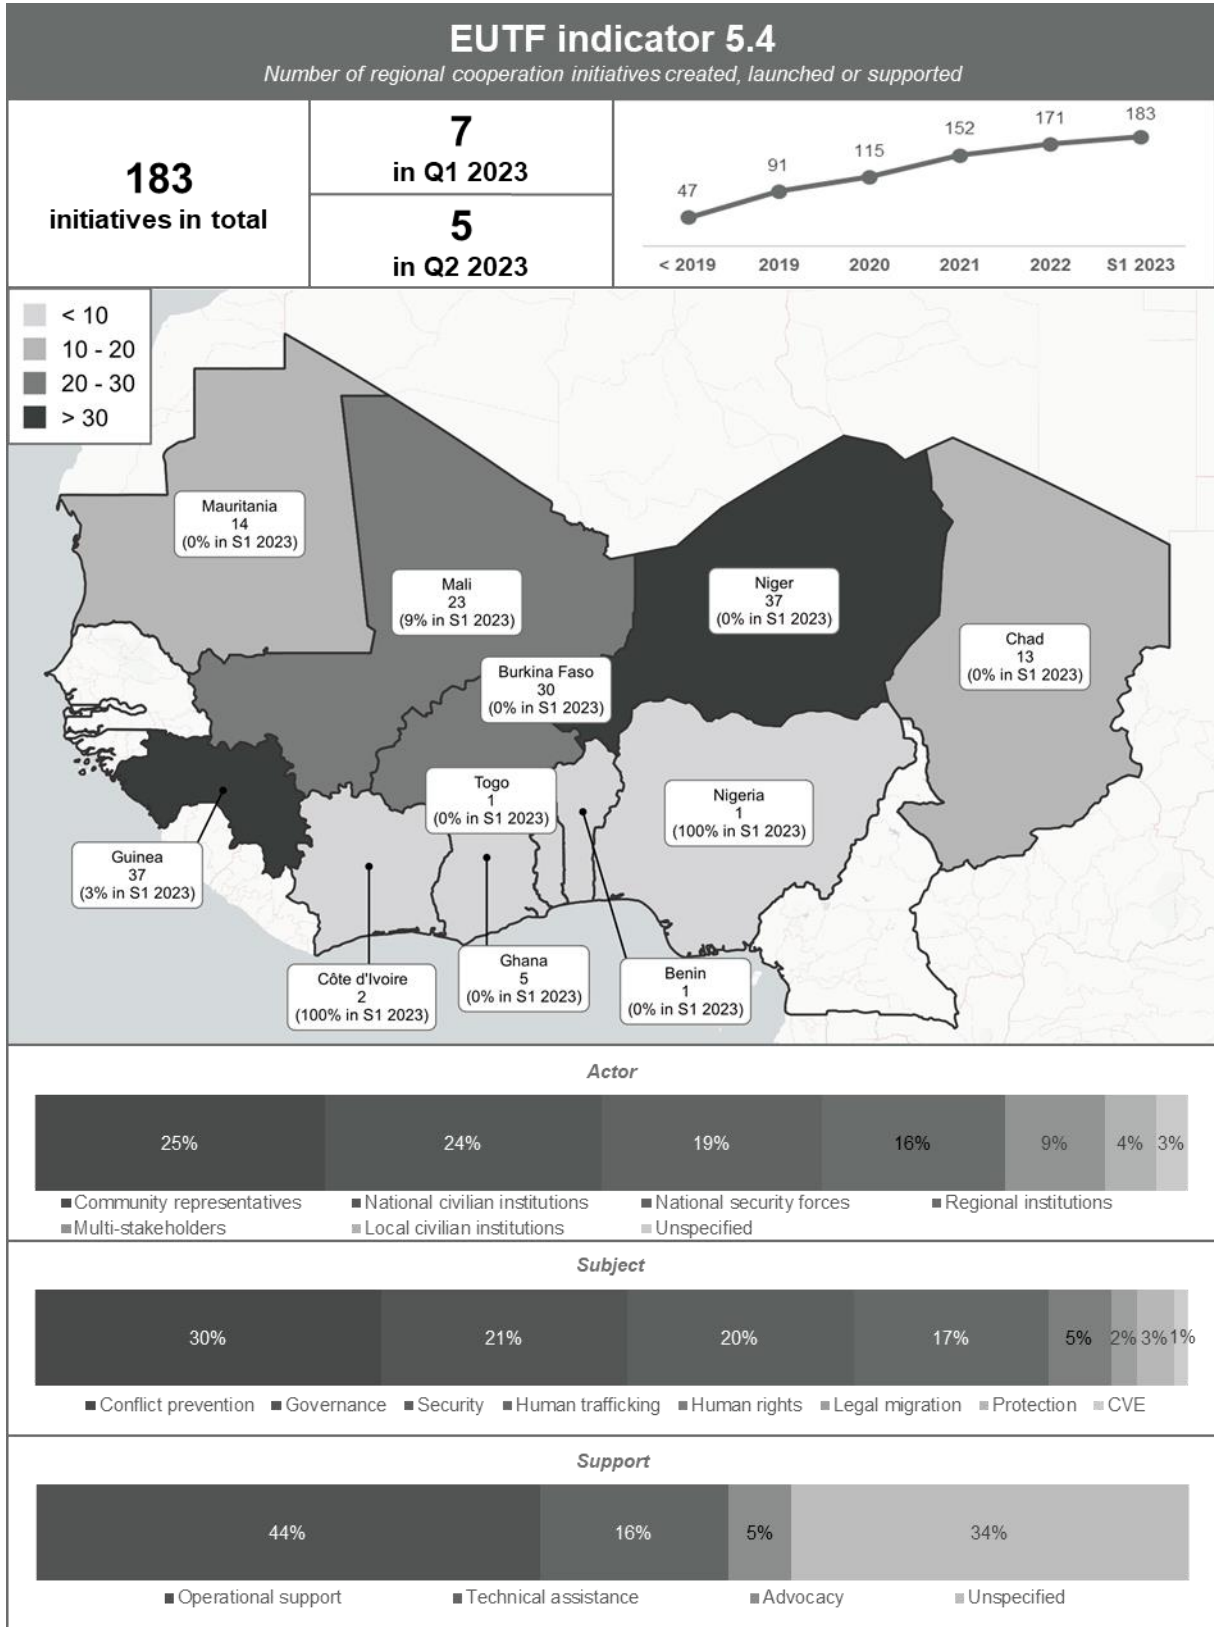 EUTF indicator 5.4
Number of regional cooperation initiatives created, launched or supported
183
initiatives in total
7
in Q1 2023
5
in Q2 2023
47
91
115
152
171
183
< 2019
2019
2020
2021
2022
S1 2023
< 10
10 - 20
20 - 30
> 30
Mauritania
14
(0% in S1 2023)
Mali
23
(9% in S1 2023)
Niger
37
(0% in S1 2023)
Chad
13
(0% in S1 2023)
Burkina Faso
30
(0% in S1 2023)
Togo
1
(0% in S1 2023)
Nigeria
1
(100% in S1 2023)
Guinea
37
(3% in S1 2023)
Côte d'Ivoire
2
(100% in S1 2023)
Ghana
5
(0% in S1 2023)
Benin
1
(0% in S1 2023)
Actor
25% 24% 19% 16% 9% 4% 3%
Community representatives National civilian institutions National security forces Regional institutions
Multi-stakeholders Local civilian institutions Unspecified
Subject
30% 21% 20% 17% 5% 2% 3% 1%
Conflict prevention Governance Security Human trafficking Human rights Legal migration Protection CVE
Support
44% 16% 5% 34%
Operational support Technical assistance Advocacy Unspecified